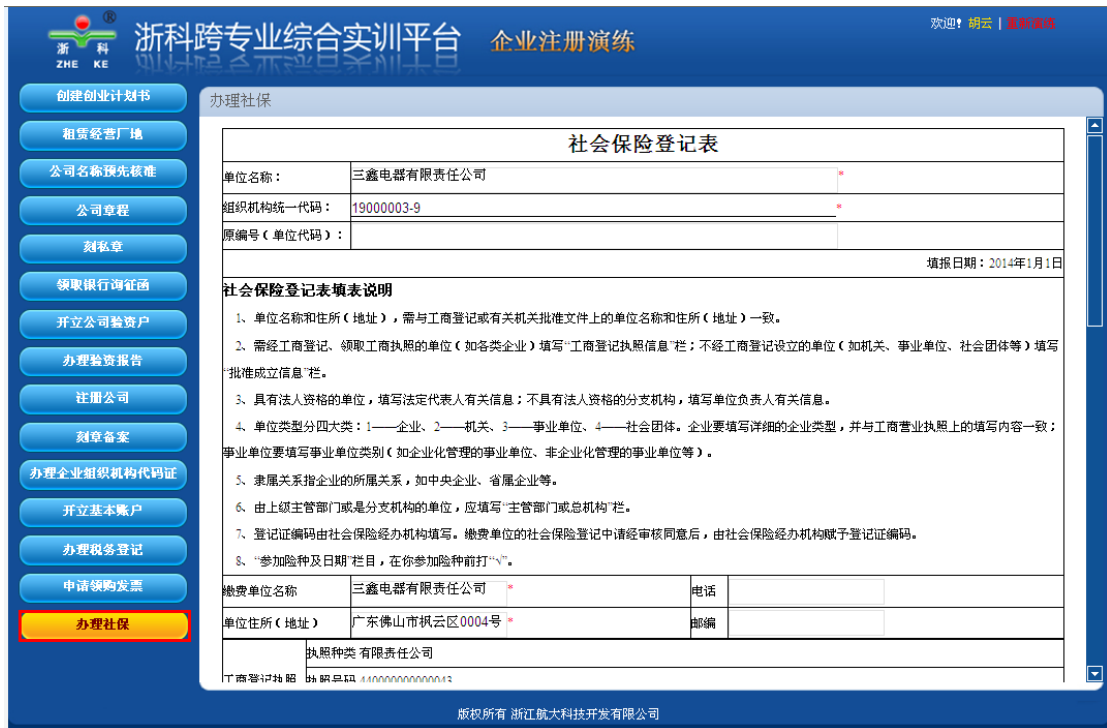 浙科
ZHE KE
®
浙科跨专业综合实训平台
企业注册演练
欢迎! 胡云 | 重新演练
创建创业计划书
租赁经营厂地
公司名称预先核准
公司章程
刻私章
领取银行询征函
开立公司验资户
办理验资报告
注册公司
刻章备案
办理企业组织机构代码证
开立基本账户
办理税务登记
申请领购发票
办理社保
办理社保
社会保险登记表
单位名称： 三鑫电器有限责任公司 *
组织机构统一代码： 19000003-9 *
原编号（单位代码）：
填报日期：2014年1月1日
社会保险登记表填表说明
1、单位名称和住所（地址），需与工商登记或有关机关批准文件上的单位名称和住所（地址）一致。
2、需经工商登记、领取工商执照的单位（如各类企业）填写“工商登记执照信息”栏；不经工商登记设立的单位（如机关、事业单位、社会团体等）填写
“批准成立信息”栏。
3、具有法人资格的单位，填写法定代表人有关信息；不具有法人资格的分支机构，填写单位负责人有关信息。
4、单位类型分四大类：1——企业、2——机关、3——事业单位、4——社会团体。企业要填写详细的企业类型，并与工商营业执照上的填写内容一致；
事业单位要填写事业单位类别（如企业化管理的事业单位、非企业化管理的事业单位等）。
5、隶属关系指企业的所属关系，如中央企业、省属企业等。
6、由上级主管部门或是分支机构的单位，应填写“主管部门或总机构”栏。
7、登记证编码由社会保险经办机构填写。缴费单位的社会保险登记中请经审核同意后，由社会保险经办机构赋予登记证编码。
8、“参加险种及日期”栏目，在你参加险种前打“√”。
缴费单位名称 三鑫电器有限责任公司 * 电话
单位住所（地址） 广东佛山市枫云区0004号 * 邮编
执照种类 有限责任公司
工商登记执照 执照号码 440000000000043
版权所有 浙江航大科技开发有限公司